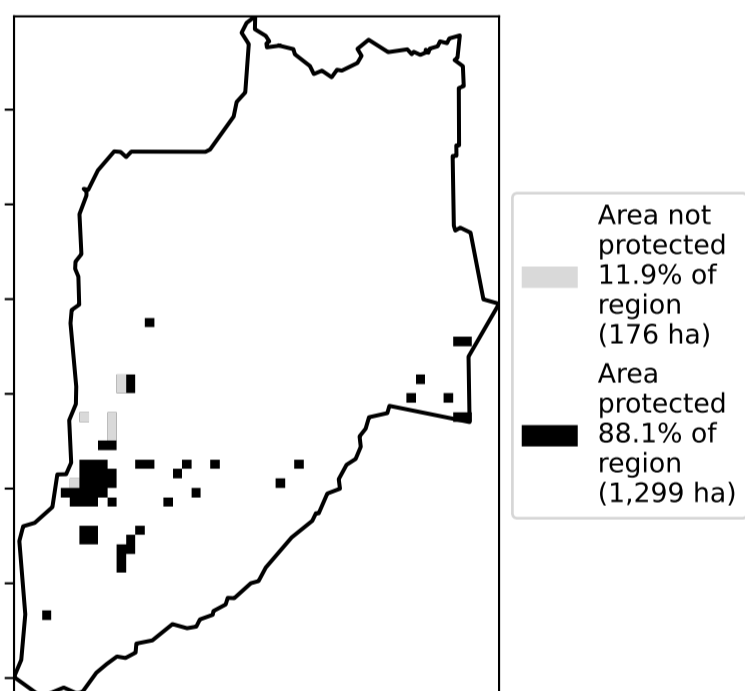 Area not
protected
11.9% of
region
(176 ha)
Area
protected
88.1% of
region
(1,299 ha)